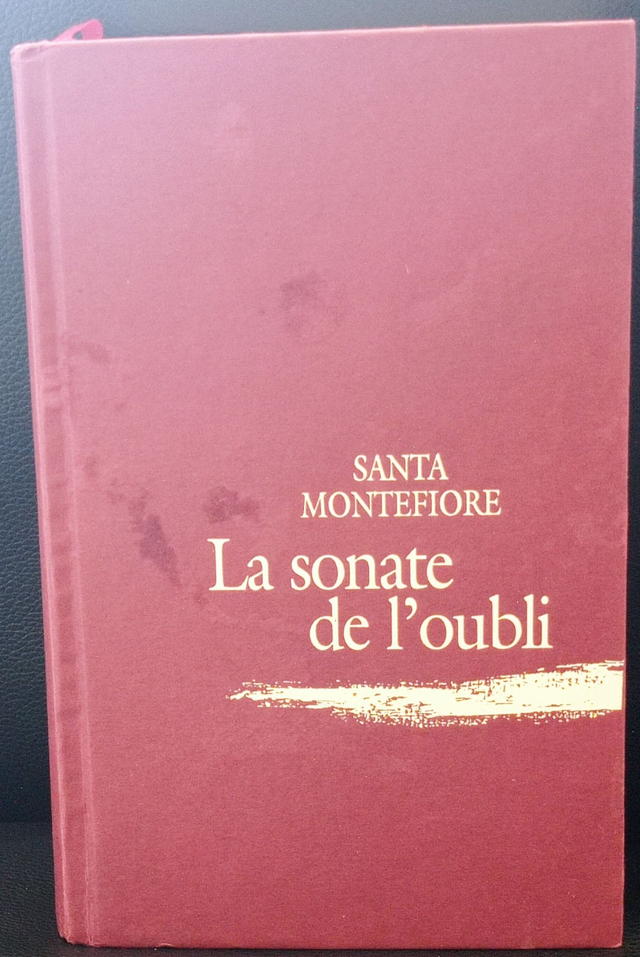 SANTA
MONTEFIORE
La sonate
de l'oubli